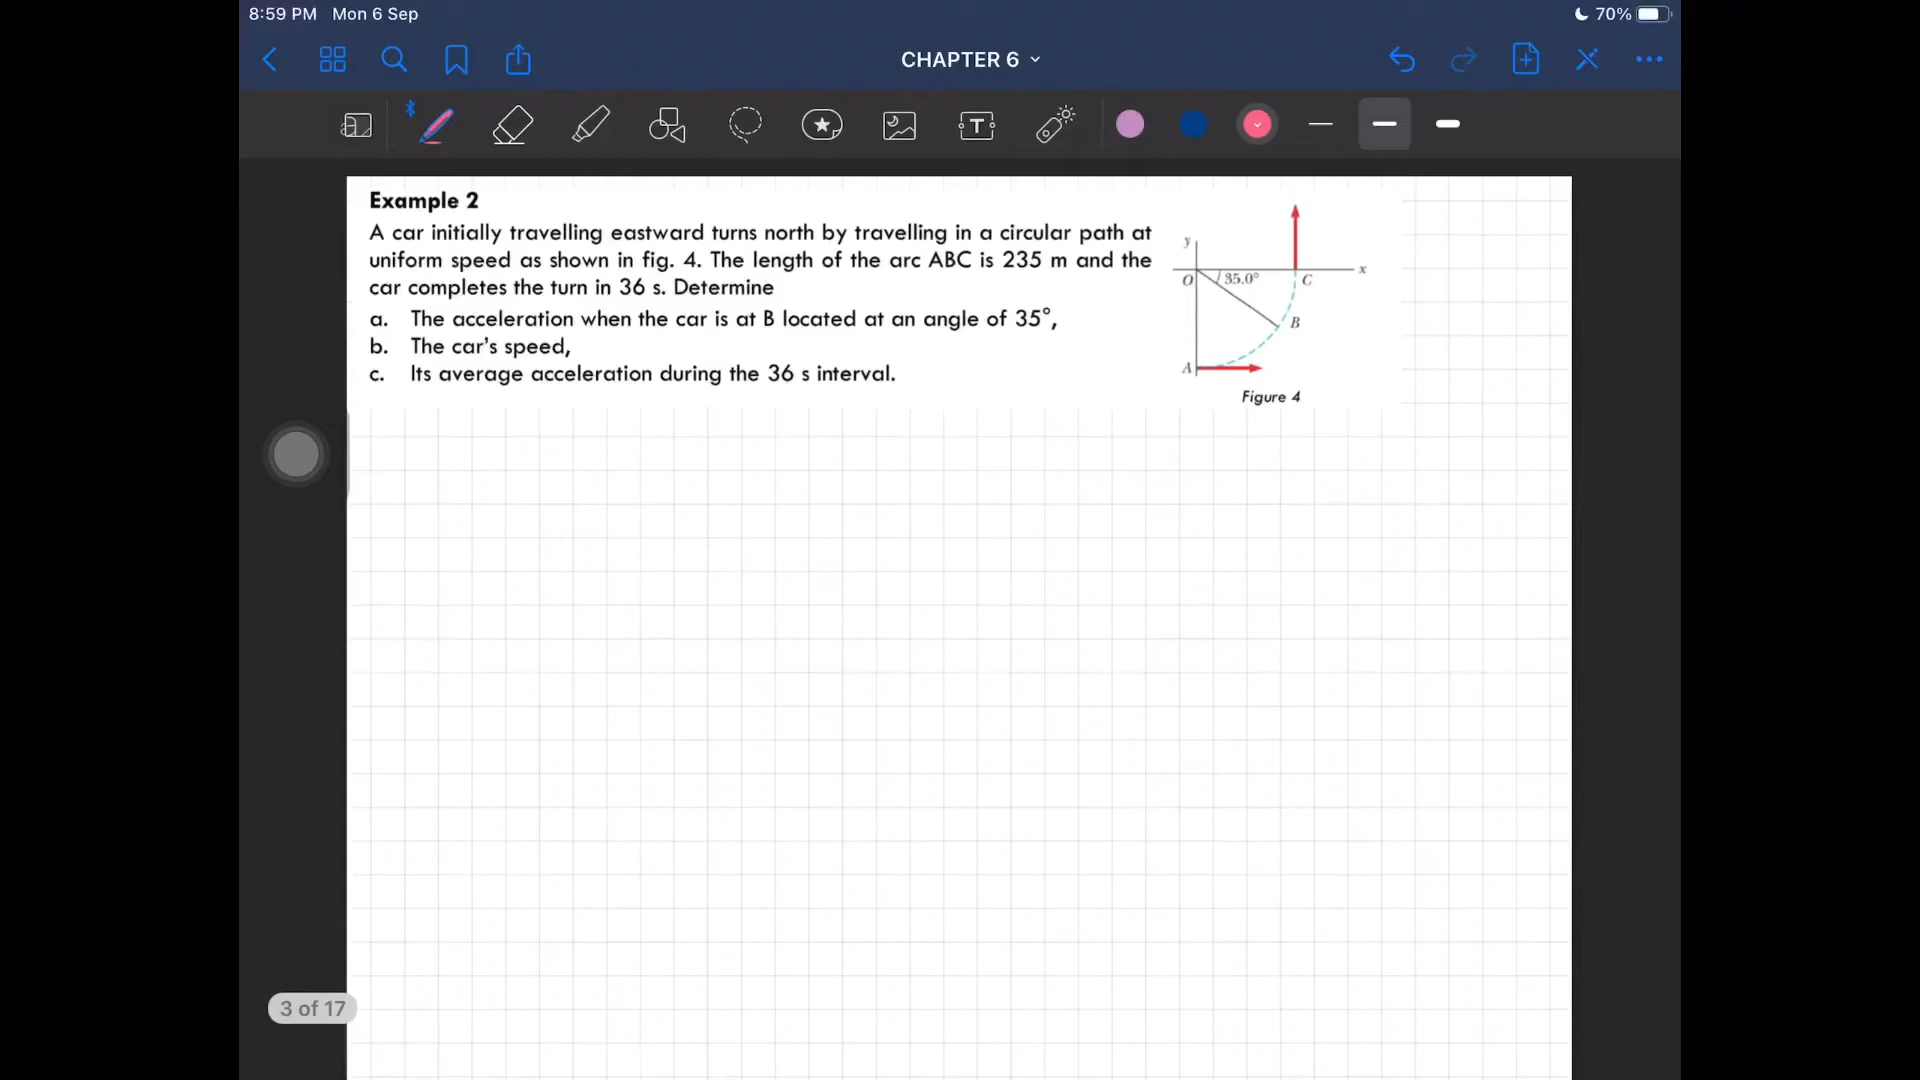 8:59 PM Mon 6 Sep
70%
CHAPTER 6
Example 2
A car initially travelling eastward turns north by travelling in a circular path at
uniform speed as shown in fig. 4. The length of the arc ABC is 235 m and the
car completes the turn in 36 s. Determine
a. The acceleration when the car is at B located at an angle of 35°,
b. The car's speed,
c. Its average acceleration during the 36 s interval.
y
O 35.0° C x
B
A
Figure 4
3 of 17